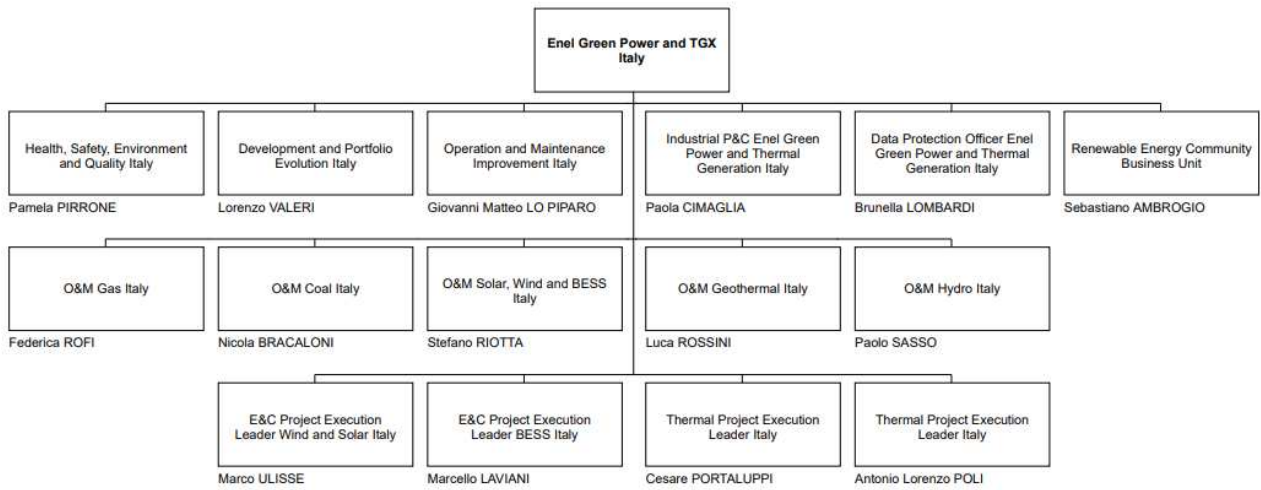 Enel Green Power and TGX
Italy
Health, Safety, Environment
and Quality Italy
Pamela PIRRONE
Development and Portfolio
Evolution Italy
Lorenzo VALERI
Operation and Maintenance
Improvement Italy
Giovanni Matteo LO PIPARO
Industrial P&C Enel Green
Power and Thermal
Generation Italy
Paola CIMAGLIA
Data Protection Officer Enel
Green Power and Thermal
Generation Italy
Brunella LOMBARDI
Renewable Energy Community
Business Unit
Sebastiano AMBROGIO
O&M Gas Italy
Federica ROFI
O&M Coal Italy
Nicola BRACALONI
O&M Solar, Wind and BESS
Italy
Stefano RIOTTA
O&M Geothermal Italy
Luca ROSSINI
O&M Hydro Italy
Paolo SASSO
E&C Project Execution
Leader Wind and Solar Italy
Marco ULISSE
E&C Project Execution
Leader BESS Italy
Marcello LAVIANI
Thermal Project Execution
Leader Italy
Cesare PORTALUPPI
Thermal Project Execution
Leader Italy
Antonio Lorenzo POLI